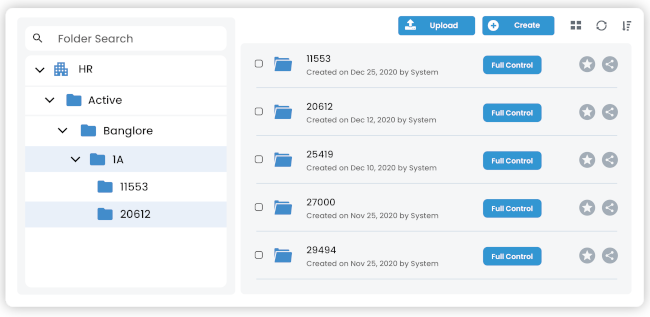 Folder Search
HR
Active
Banglore
1A
11553
20612
Upload
Create
11553
Created on Dec 25, 2020 by System
Full Control
20612
Created on Dec 12, 2020 by System
Full Control
25419
Created on Dec 10, 2020 by System
Full Control
27000
Created on Nov 25, 2020 by System
Full Control
29494
Created on Nov 25, 2020 by System
Full Control